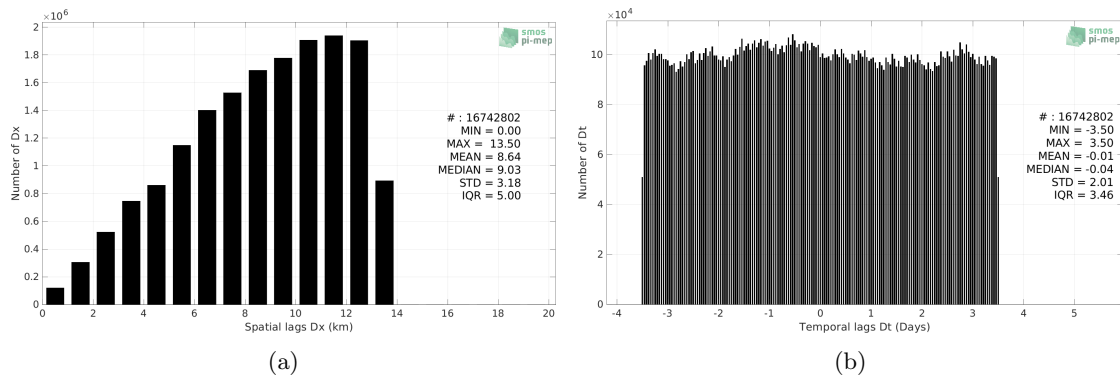 ×10⁶
2
1.8
1.6
1.4
1.2
1
0.8
0.6
0.4
0.2
0
Number of Dx
0 2 4 6 8 10 12 14 16 18 20
Spatial lags Dx (km)
smos
pi-mep
# : 16742802
MIN = 0.00
MAX = 13.50
MEAN = 8.64
MEDIAN = 9.03
STD = 3.18
IQR = 5.00
(a)
×10⁴
10
8
6
4
2
0
Number of Dt
-4 -3 -2 -1 0 1 2 3 4 5
Temporal lags Dt (Days)
smos
pi-mep
# : 16742802
MIN = -3.50
MAX = 3.50
MEAN = -0.01
MEDIAN = -0.04
STD = 2.01
IQR = 3.46
(b)